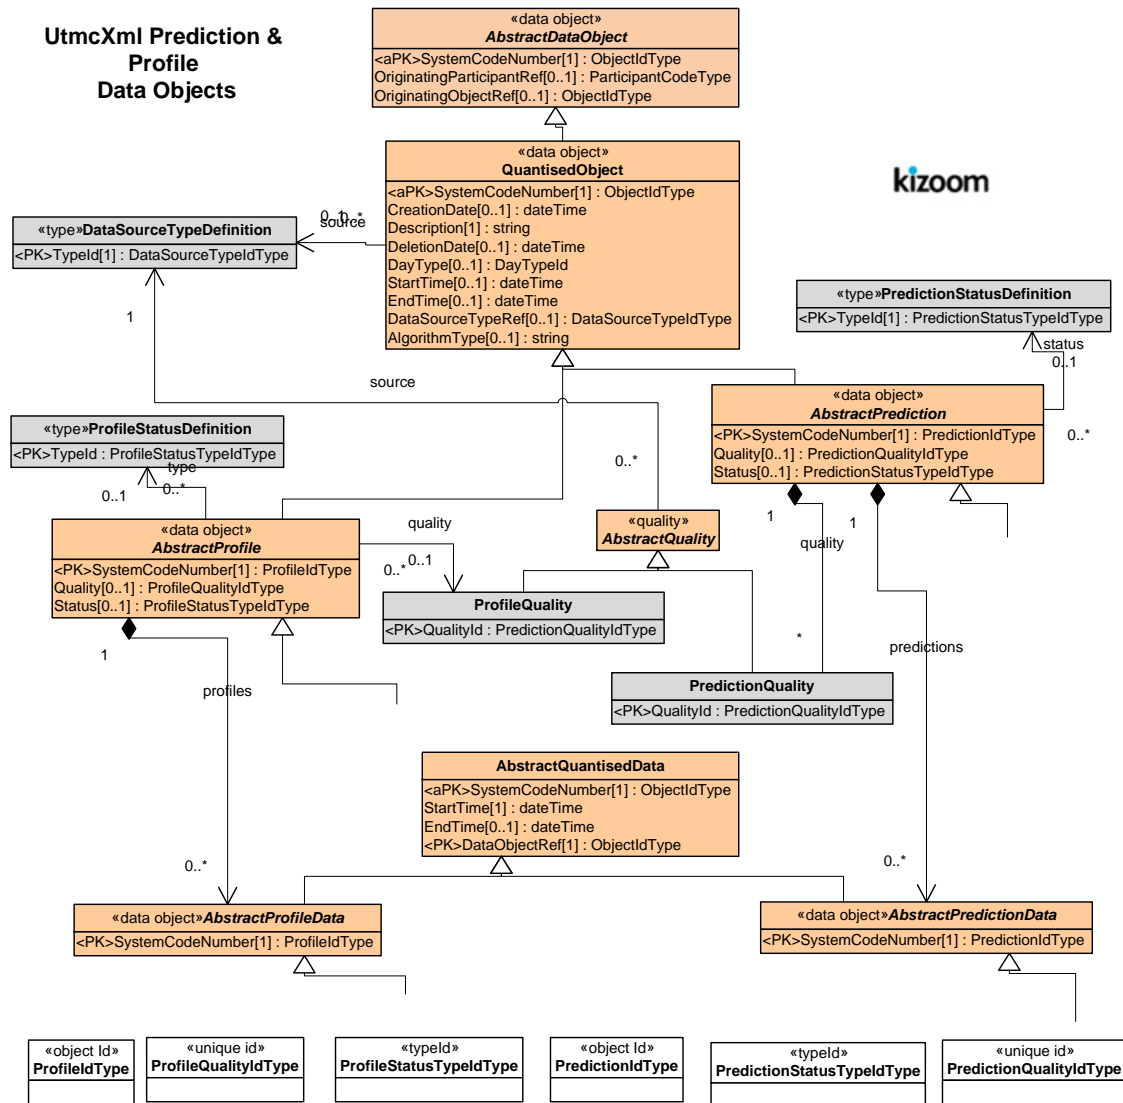 UtmcXml Prediction &
Profile
Data Objects
«data object»
AbstractDataObject
<aPK>SystemCodeNumber[1] : ObjectIdType
OriginatingParticipantRef[0..1] : ParticipantCodeType
OriginatingObjectRef[0..1] : ObjectIdType
«data object»
QuantisedObject
<aPK>SystemCodeNumber[1] : ObjectIdType
CreationDate[0..1] : dateTime
Description[1] : string
DeletionDate[0..1] : dateTime
DayType[0..1] : DayTypeId
StartTime[0..1] : dateTime
EndTime[0..1] : dateTime
DataSourceTypeRef[0..1] : DataSourceTypeIdType
AlgorithmType[0..1] : string
kizoom
0..1
0..*
source
«type»DataSourceTypeDefinition
<PK>TypeId[1] : DataSourceTypeIdType
1
source
0..*
«type»PredictionStatusDefinition
<PK>TypeId[1] : PredictionStatusTypeIdType
status
0..1
0..*
«data object»
AbstractPrediction
<PK>SystemCodeNumber[1] : PredictionIdType
Quality[0..1] : PredictionQualityIdType
Status[0..1] : PredictionStatusTypeIdType
«type»ProfileStatusDefinition
<PK>TypeId : ProfileStatusTypeIdType
type
0..1
0..*
«data object»
AbstractProfile
<PK>SystemCodeNumber[1] : ProfileIdType
Quality[0..1] : ProfileQualityIdType
Status[0..1] : ProfileStatusTypeIdType
quality
0..*
0..1
«quality»
AbstractQuality
1
quality
1
ProfileQuality
<PK>QualityId : PredictionQualityIdType
*
predictions
1
profiles
PredictionQuality
<PK>QualityId : PredictionQualityIdType
AbstractQuantisedData
<aPK>SystemCodeNumber[1] : ObjectIdType
StartTime[1] : dateTime
EndTime[0..1] : dateTime
<PK>DataObjectRef[1] : ObjectIdType
0..*
0..*
«data object»AbstractProfileData
<PK>SystemCodeNumber[1] : ProfileIdType
«data object»AbstractPredictionData
<PK>SystemCodeNumber[1] : PredictionIdType
«object Id»
ProfileIdType
«unique id»
ProfileQualityIdType
«typeId»
ProfileStatusTypeIdType
«object Id»
PredictionIdType
«typeId»
PredictionStatusTypeIdType
«unique id»
PredictionQualityIdType